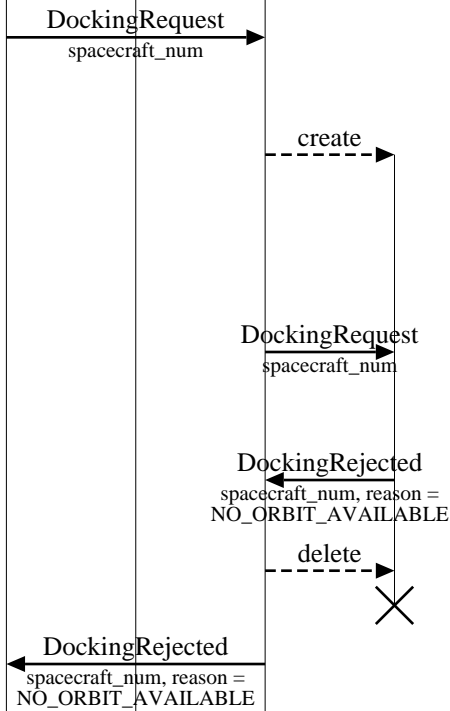 DockingRequest
spacecraft_num
create
DockingRequest
spacecraft_num
DockingRejected
spacecraft_num, reason =
NO_ORBIT_AVAILABLE
delete
DockingRejected
spacecraft_num, reason =
NO_ORBIT_AVAILABLE